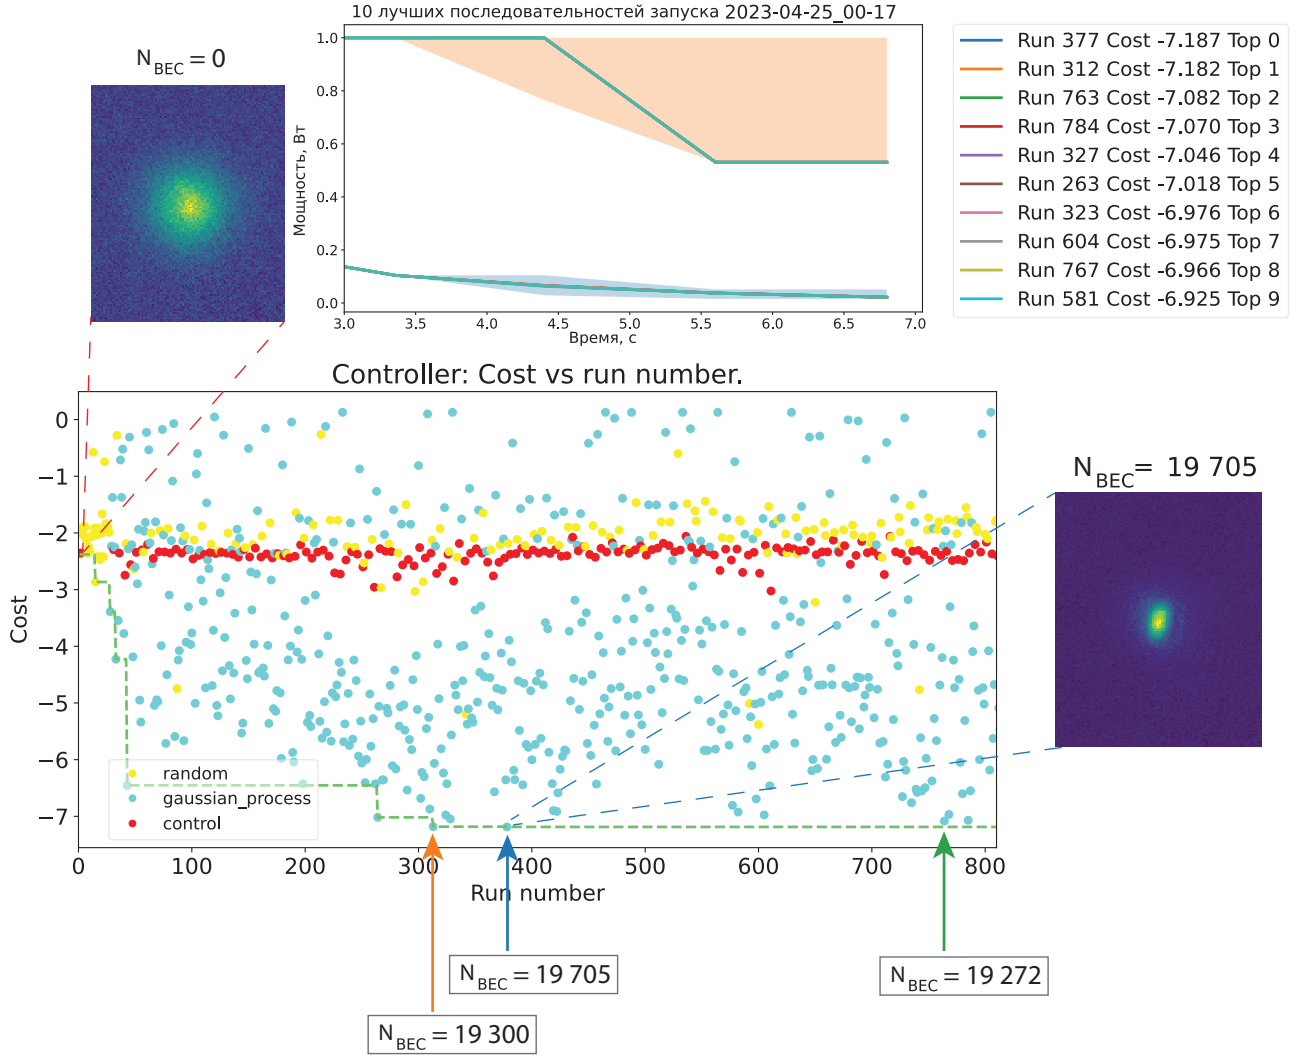 10 лучших последовательностей запуска 2023-04-25_00-17
N_BEC = 0
Мощность, Вт
1.0
0.8
0.6
0.4
0.2
0.0
3.0 3.5 4.0 4.5 5.0 5.5 6.0 6.5 7.0
Время, с
Run 377 Cost -7.187 Top 0
Run 312 Cost -7.182 Top 1
Run 763 Cost -7.082 Top 2
Run 784 Cost -7.070 Top 3
Run 327 Cost -7.046 Top 4
Run 263 Cost -7.018 Top 5
Run 323 Cost -6.976 Top 6
Run 604 Cost -6.975 Top 7
Run 767 Cost -6.966 Top 8
Run 581 Cost -6.925 Top 9
Controller: Cost vs run number.
Cost
0
−1
−2
−3
−4
−5
−6
−7
random
gaussian_process
control
0 100 200 300 400 500 600 700 800
Run number
N_BEC = 19 705
N_BEC = 19 705
N_BEC = 19 272
N_BEC = 19 300